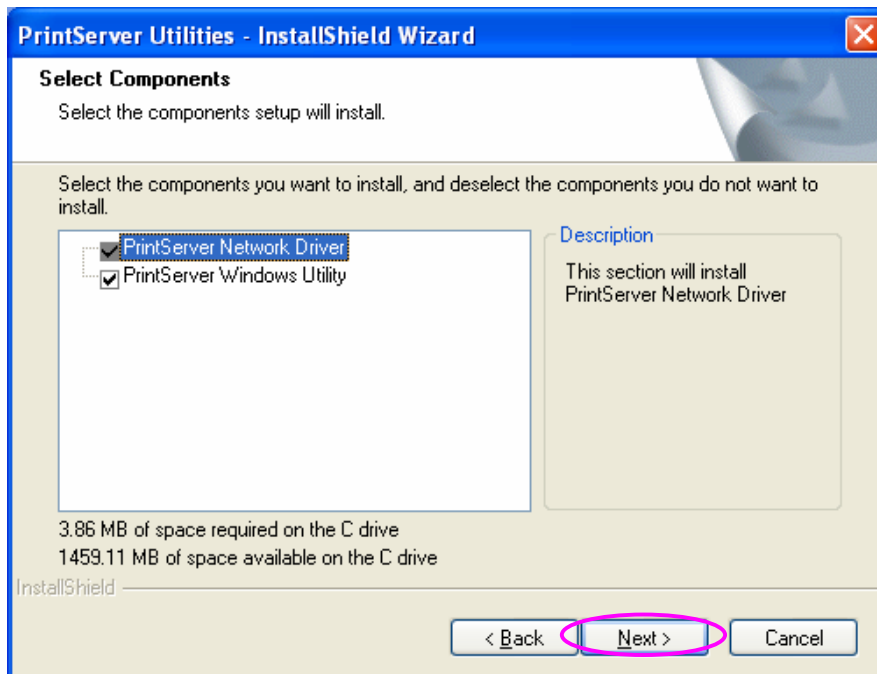 PrintServer Utilities - InstallShield Wizard
Select Components
Select the components setup will install.
Select the components you want to install, and deselect the components you do not want to
install.
PrintServer Network Driver
PrintServer Windows Utility
Description
This section will install
PrintServer Network Driver
3.86 MB of space required on the C drive
1459.11 MB of space available on the C drive
InstallShield
< Back
Next >
Cancel